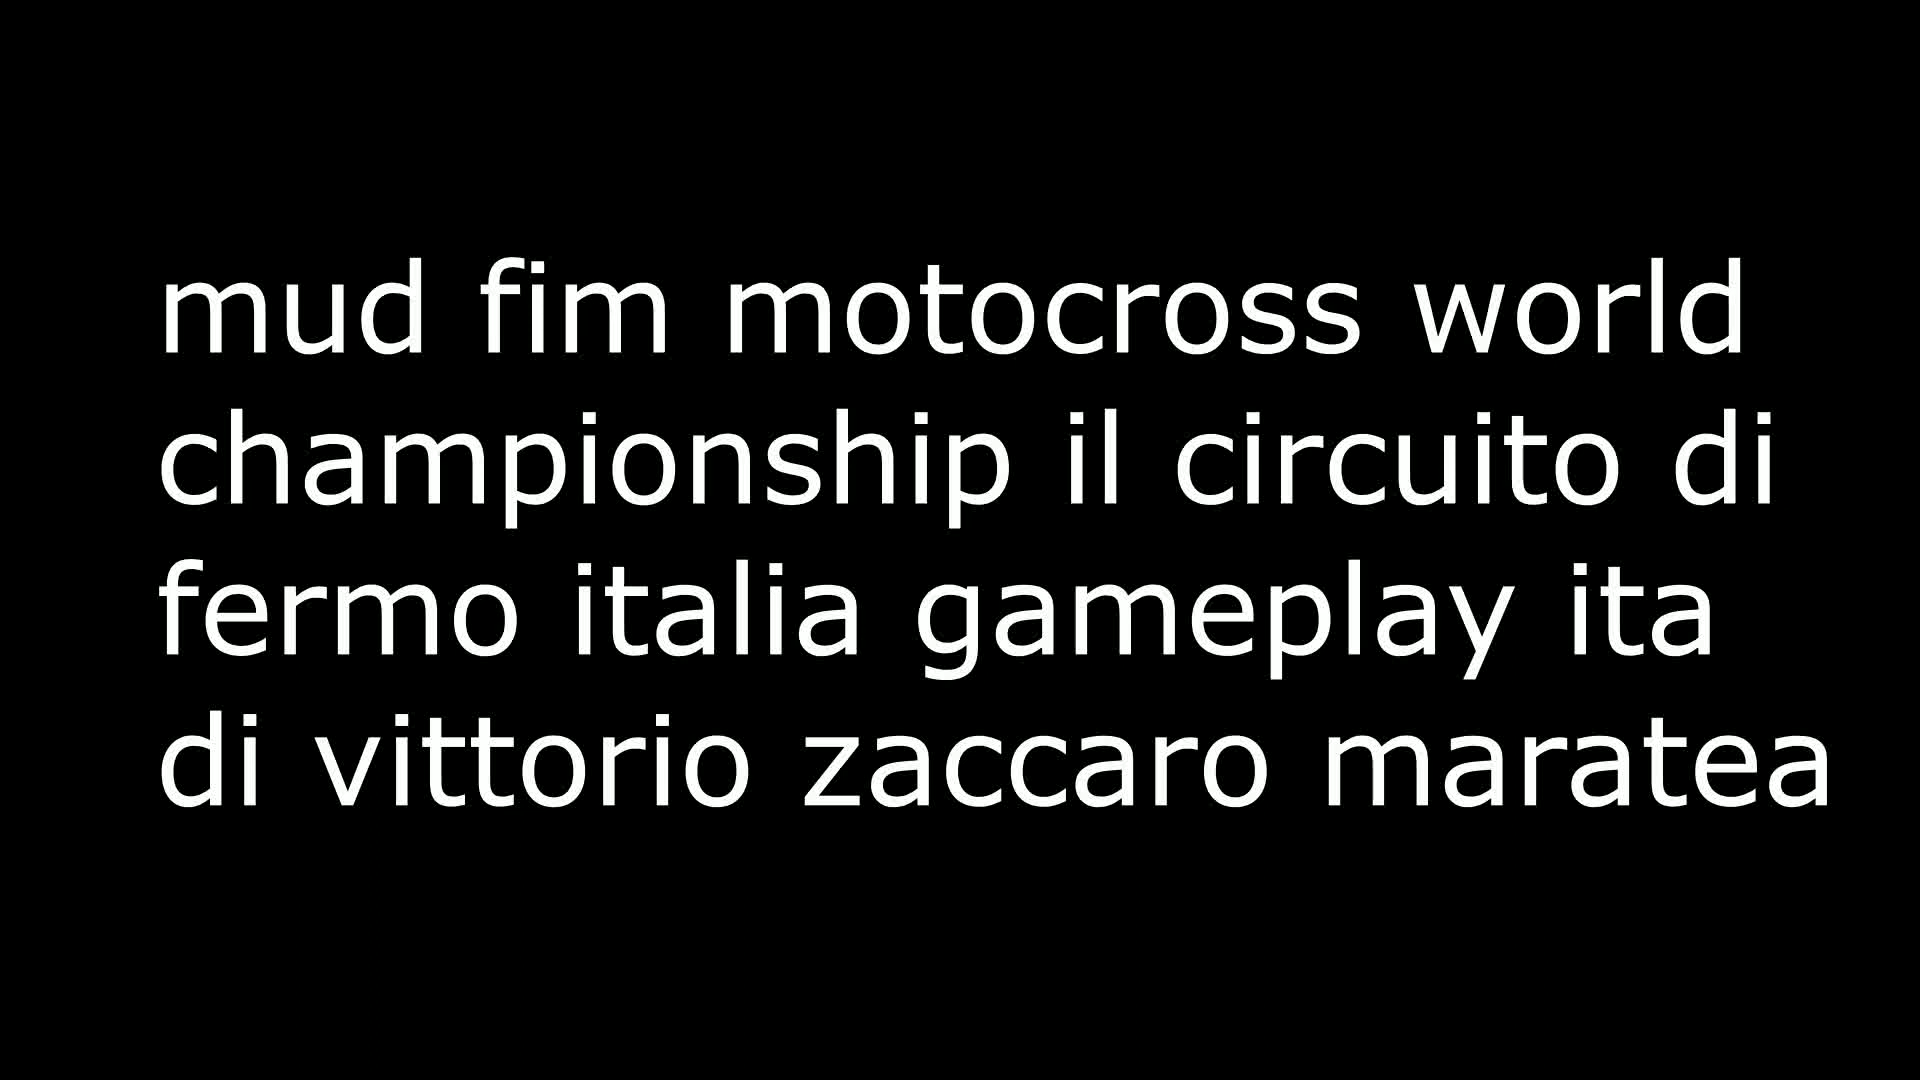 mud fim motocross world
championship il circuito di
fermo italia gameplay ita
di vittorio zaccaro maratea